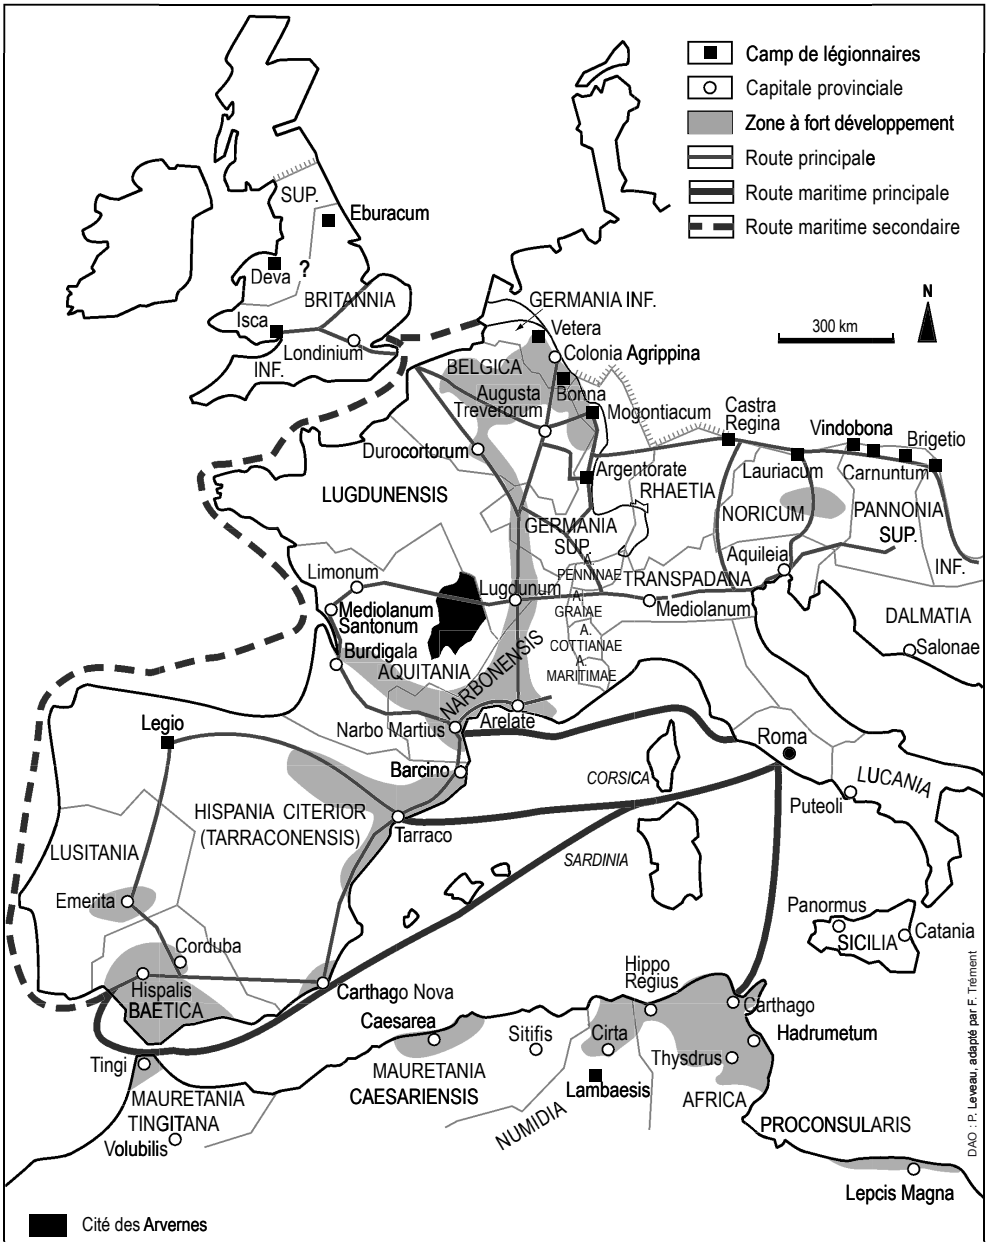 Camp de légionnaires
Capitale provinciale
Zone à fort développement
Route principale
Route maritime principale
Route maritime secondaire
SUP.
Eburacum
Deva
?
BRITANNIA
Isca
Londinium
INF.
N
300 km
GERMANIA INF.
Vetera
Colonia Agrippina
BELGICA
Bonna
Augusta
Treverorum
Mogontiacum
Castra
Regina
Vindobona
Brigetio
Durocortorum
Argentorate
Lauriacum
Carnuntum
LUGDUNENSIS
RHAETIA
NORICUM
PANNONIA
SUP.
GERMANIA
SUP.
Aquileia
INF.
A.
PENNINAE
TRANSPADANA
Limonum
Lugdunum
Mediolanum
Santonum
A.
GRAIAE
Mediolanum
DALMATIA
A.
COTTIANAE
Salonae
Burdigala
AQUITANIA
A.
MARITIMAE
NARBONENSIS
Legio
Narbo Martius
Arelate
Roma
Barcino
CORSICA
LUCANIA
Puteoli
HISPANIA CITERIOR
(TARRACONENSIS)
Tarraco
LUSITANIA
SARDINIA
Emerita
Panormus
SICILIA
Catania
Corduba
Hispalis
BAETICA
Carthago Nova
Hippo
Regius
Carthago
Caesarea
Sitifis
Cirta
Hadrumetum
Tingi
Thysdrus
MAURETANIA
CAESARIENSIS
Lambaesis
AFRICA
MAURETANIA
TINGITANA
NUMIDIA
PROCONSULARIS
Volubilis
Lepcis Magna
Cité des Arvernes
DAO : P. Leveau, adapté par F. Trément